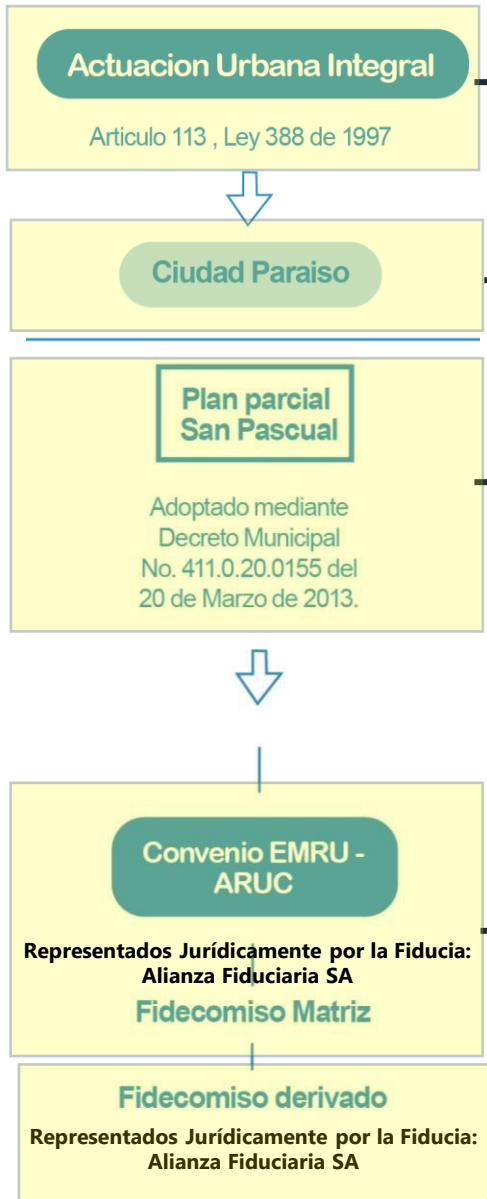 Actuacion Urbana Integral
Articulo 113 , Ley 388 de 1997
Ciudad Paraiso
Plan parcial
San Pascual
Adoptado mediante
Decreto Municipal
No. 411.0.20.0155 del
20 de Marzo de 2013.
Convenio EMRU -
ARUC
Representados Jurídicamente por la Fiducia:
Alianza Fiduciaria SA
Fidecomiso Matriz
Fidecomiso derivado
Representados Jurídicamente por la Fiducia:
Alianza Fiduciaria SA